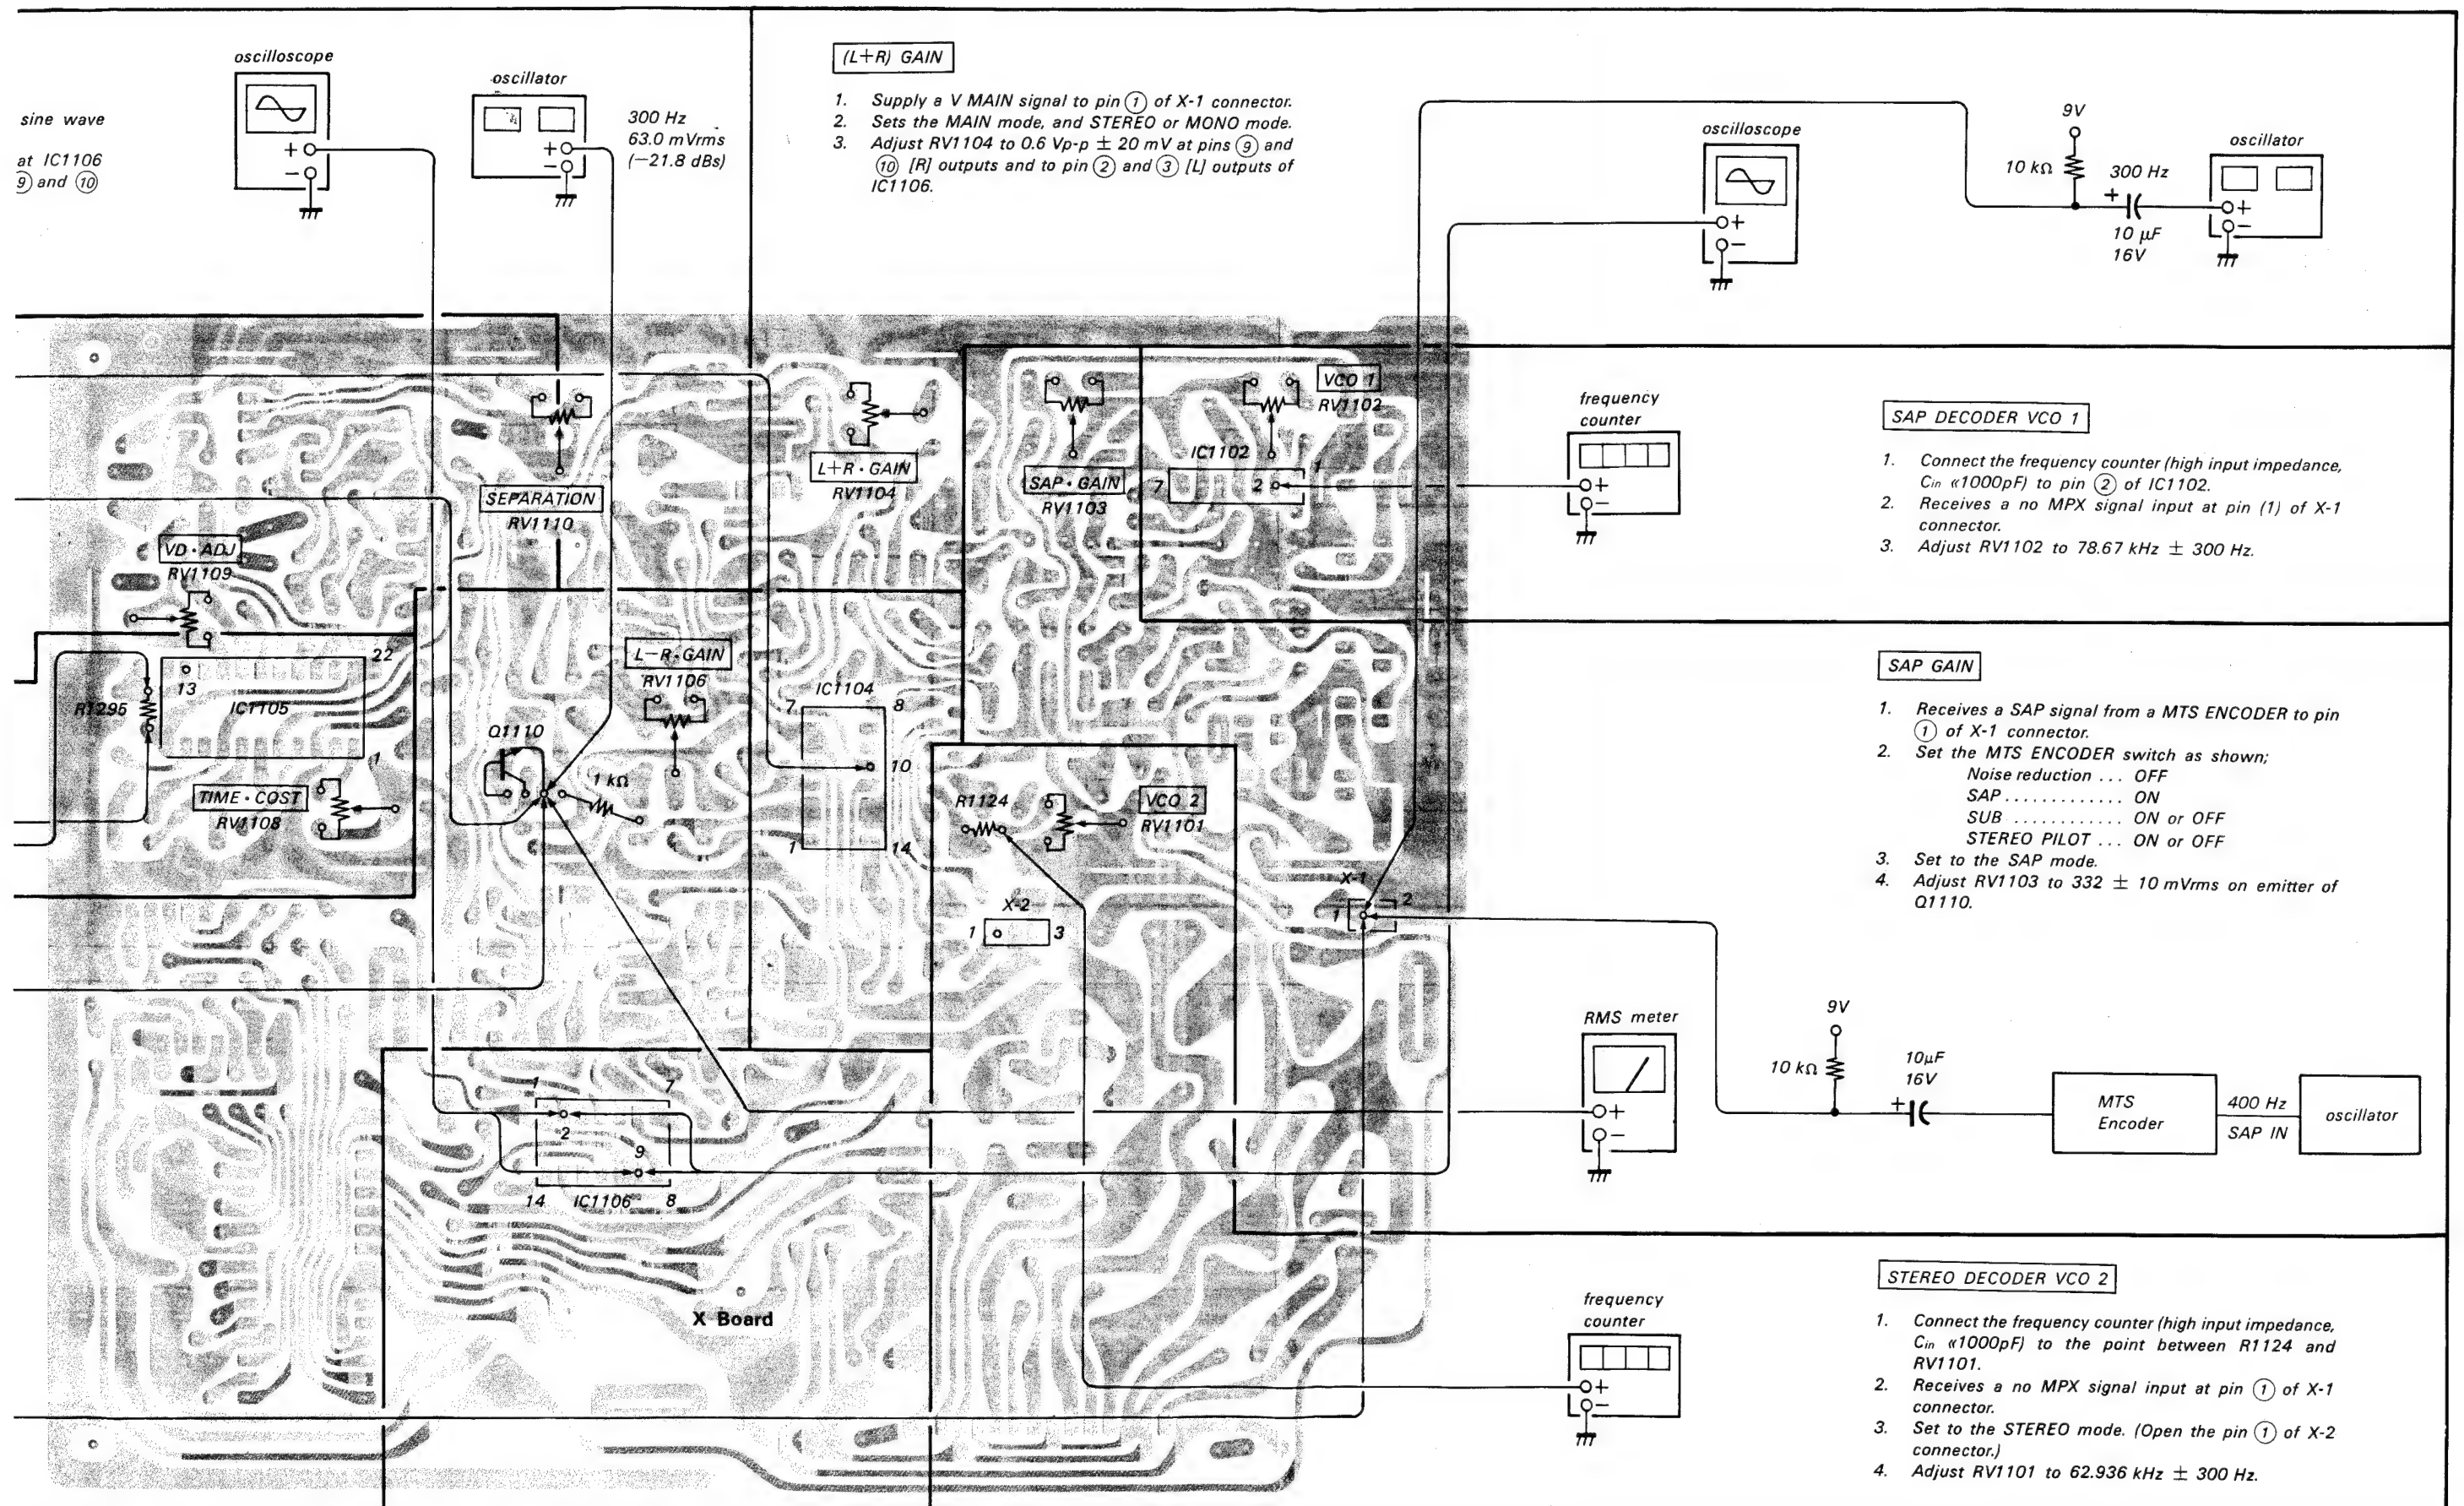 sine wave
at IC1106
⑨ and ⑩
oscilloscope
+
−
oscillator
+
−
300 Hz
63.0 mVrms
(−21.8 dBs)
(L+R) GAIN
1. Supply a V MAIN signal to pin ① of X-1 connector.
2. Sets the MAIN mode, and STEREO or MONO mode.
3. Adjust RV1104 to 0.6 Vp-p ± 20 mV at pins ⑨ and
⑩ [R] outputs and to pin ② and ③ [L] outputs of
IC1106.
oscilloscope
+
−
9V
10 kΩ
300 Hz
+
10 μF
16V
oscillator
+
−
SEPARATION
RV1110
L+R·GAIN
RV1104
SAP·GAIN
RV1103
VCO 1
RV1102
IC1102
1
7
2
frequency
counter
+
−
SAP DECODER VCO 1
1. Connect the frequency counter (high input impedance,
Cin «1000pF) to pin ② of IC1102.
2. Receives a no MPX signal input at pin (1) of X-1
connector.
3. Adjust RV1102 to 78.67 kHz ± 300 Hz.
VD·ADJ
RV1109
22
13
R1295
IC1105
1
TIME·COST
RV1108
L−R·GAIN
RV1106
Q1110
1 kΩ
IC1104
7
8
10
1
14
R1124
VCO 2
RV1101
X-2
1
3
X-1
1
2
SAP GAIN
1. Receives a SAP signal from a MTS ENCODER to pin
① of X-1 connector.
2. Set the MTS ENCODER switch as shown;
Noise reduction ... OFF
SAP ............. ON
SUB ............ ON or OFF
STEREO PILOT ... ON or OFF
3. Set to the SAP mode.
4. Adjust RV1103 to 332 ± 10 mVrms on emitter of
Q1110.
RMS meter
+
−
9V
10 kΩ
10μF
16V
+
MTS
Encoder
400 Hz
SAP IN
oscillator
1
7
2
9
14
IC1106
8
X Board
frequency
counter
+
−
STEREO DECODER VCO 2
1. Connect the frequency counter (high input impedance,
Cin «1000pF) to the point between R1124 and
RV1101.
2. Receives a no MPX signal input at pin ① of X-1
connector.
3. Set to the STEREO mode. (Open the pin ① of X-2
connector.)
4. Adjust RV1101 to 62.936 kHz ± 300 Hz.